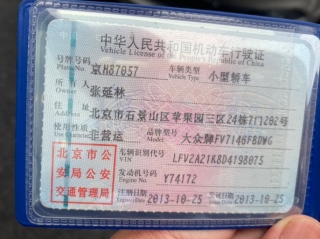 中华人民共和国机动车行驶证
Vehicle License of the People's Republic of China
号牌号码 京M87057 车辆类型 小型轿车
Plate No. Vehicle Type
所有人 张延林
Owner
住址 北京市石景山区苹果园三区24栋7门202号
Address
使用性质 非营运 品牌型号 大众牌FV7146FBDWG
Use Character Model
北京市公 车辆识别代号 LFV2A21K8D4198075
安局公安 VIN
交通管理局 发动机号码 Y74172
Engine No.
注册日期 2013-10-25 发证日期 2013-10-25
Register Date Issue Date